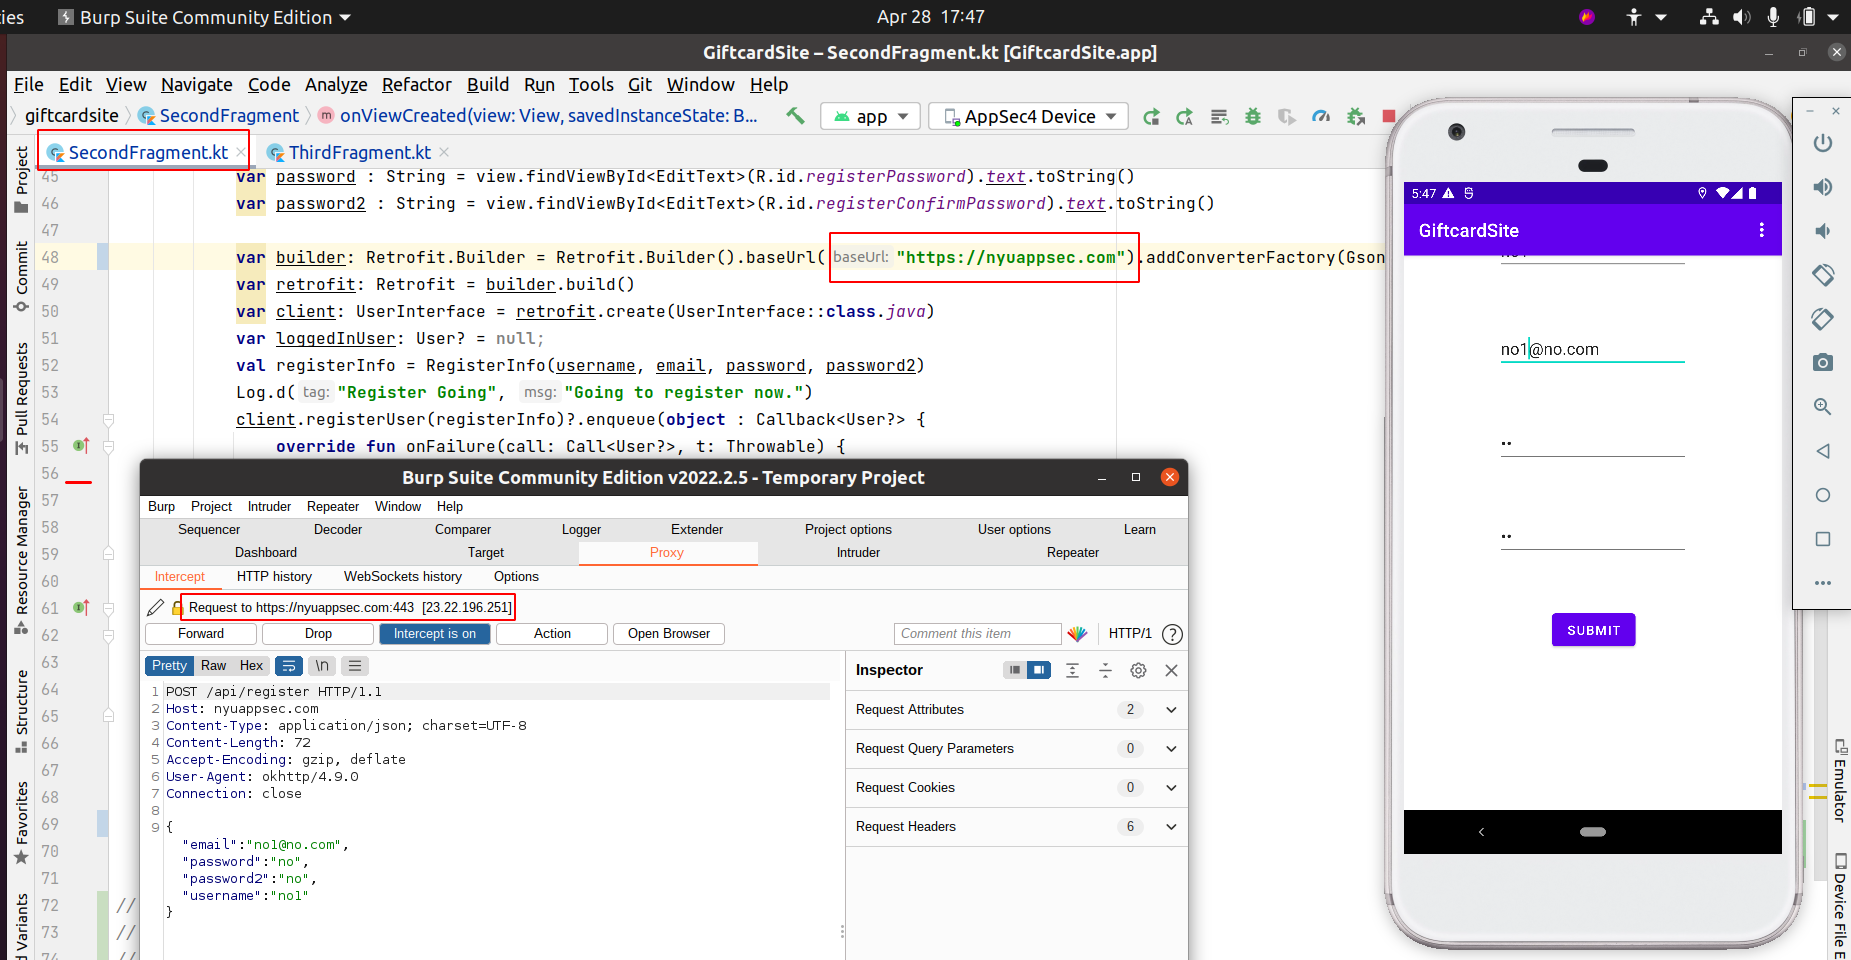 ies Burp Suite Community Edition Apr 28 17:47
GiftcardSite – SecondFragment.kt [GiftcardSite.app]
File Edit View Navigate Code Analyze Refactor Build Run Tools Git Window Help
giftcardsite SecondFragment m onViewCreated(view: View, savedInstanceState: B... app AppSec4 Device
SecondFragment.kt ThirdFragment.kt
45 var password : String = view.findViewById<EditText>(R.id.registerPassword).text.toString()
46 var password2 : String = view.findViewById<EditText>(R.id.registerConfirmPassword).text.toString()
47
48 var builder: Retrofit.Builder = Retrofit.Builder().baseUrl( baseUrl: "https://nyuappsec.com").addConverterFactory(Gson
49 var retrofit: Retrofit = builder.build()
50 var client: UserInterface = retrofit.create(UserInterface::class.java)
51 var loggedInUser: User? = null;
52 val registerInfo = RegisterInfo(username, email, password, password2)
53 Log.d( tag: "Register Going", msg: "Going to register now.")
54 client.registerUser(registerInfo)?.enqueue(object : Callback<User?> {
55 override fun onFailure(call: Call<User?>, t: Throwable) {
56
57
58
59
60
61
62
63
64
65
66
67
68
69
70
71
72 //
73 //
74 //
Project
Commit
Pull Requests
Resource Manager
Structure
Favorites
d Variants
Burp Suite Community Edition v2022.2.5 - Temporary Project
Burp Project Intruder Repeater Window Help
Sequencer Decoder Comparer Logger Extender Project options User options Learn
Dashboard Target Proxy Intruder Repeater
Intercept HTTP history WebSockets history Options
Request to https://nyuappsec.com:443 [23.22.196.251]
Forward Drop Intercept is on Action Open Browser Comment this item HTTP/1 ?
Pretty Raw Hex \n
1 POST /api/register HTTP/1.1
2 Host: nyuappsec.com
3 Content-Type: application/json; charset=UTF-8
4 Content-Length: 72
5 Accept-Encoding: gzip, deflate
6 User-Agent: okhttp/4.9.0
7 Connection: close
8
9 {
"email":"no1@no.com",
"password":"no",
"password2":"no",
"username":"no1"
}
Inspector
Request Attributes 2
Request Query Parameters 0
Request Cookies 0
Request Headers 6
5:47
GiftcardSite
no1
no1@no.com
••
••
SUBMIT
Emulator
Device File E